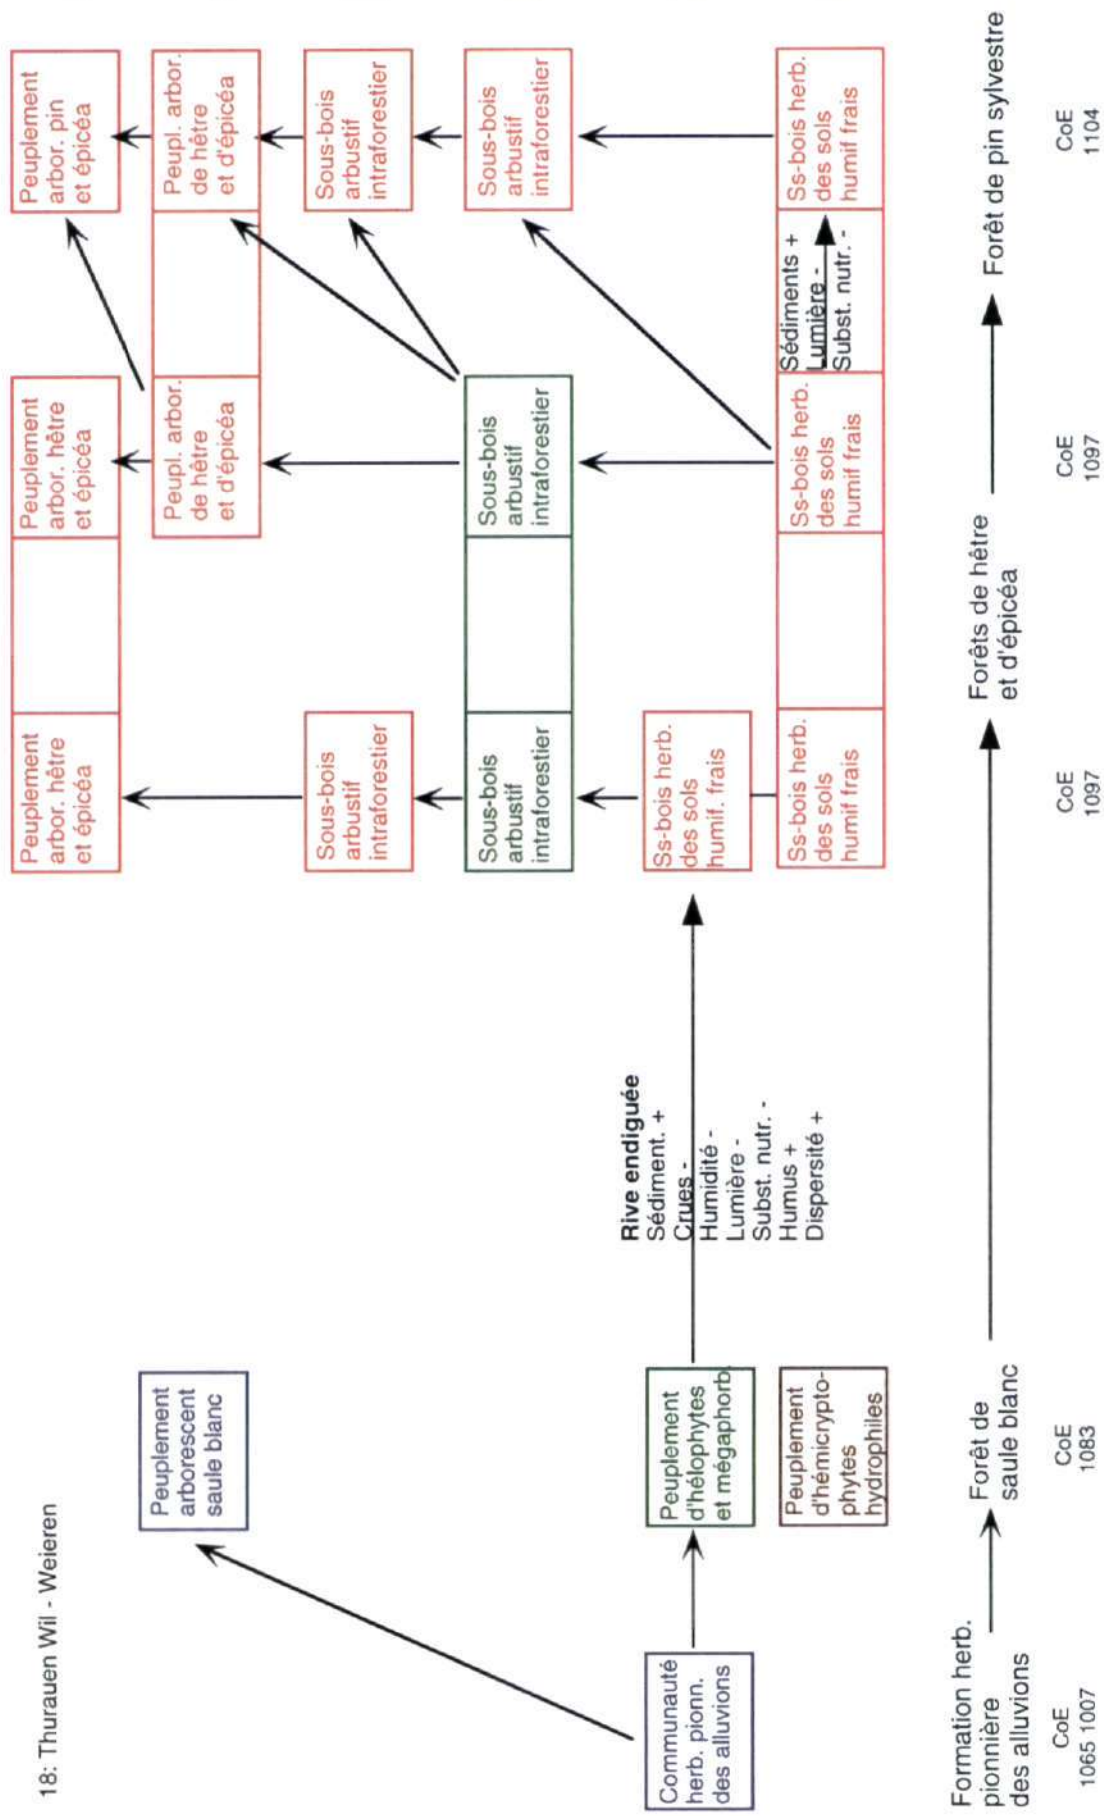 18: Thurauen Wil - Weieren
Communauté
herb. pionn.
des alluvions
Peuplement
arborescent
saule blanc
Peuplement
d'hélophytes
et mégaphorb.
Peuplement
d'hémicrypto-
phytes
hydrophiles
Rive endiguée
Sédiment. +
Crues -
Humidité -
Lumière -
Subst. nutr. -
Humus +
Dispersité +
Peuplement
arbor. hêtre
et épicéa
Sous-bois
arbustif
intraforestier
Sous-bois
arbustif
intraforestier
Ss-bois herb.
des sols
humif. frais
Ss-bois herb.
des sols
humif frais
Peuplement
arbor. hêtre
et épicéa
Peupl. arbor.
de hêtre
et d'épicéa
Sous-bois
arbustif
intraforestier
Ss-bois herb.
des sols
humif frais
Sédiments +
Lumière -
Subst. nutr. -
Peuplement
arbor. pin
et épicéa
Peupl. arbor.
de hêtre
et d'épicéa
Sous-bois
arbustif
intraforestier
Sous-bois
arbustif
intraforestier
Ss-bois herb.
des sols
humif frais
Formation herb.
pionnière
des alluvions
Forêt de
saule blanc
Forêts de hêtre
et d'épicéa
Forêt de pin sylvestre
CoE
1065 1007
CoE
1083
CoE
1097
CoE
1097
CoE
1104